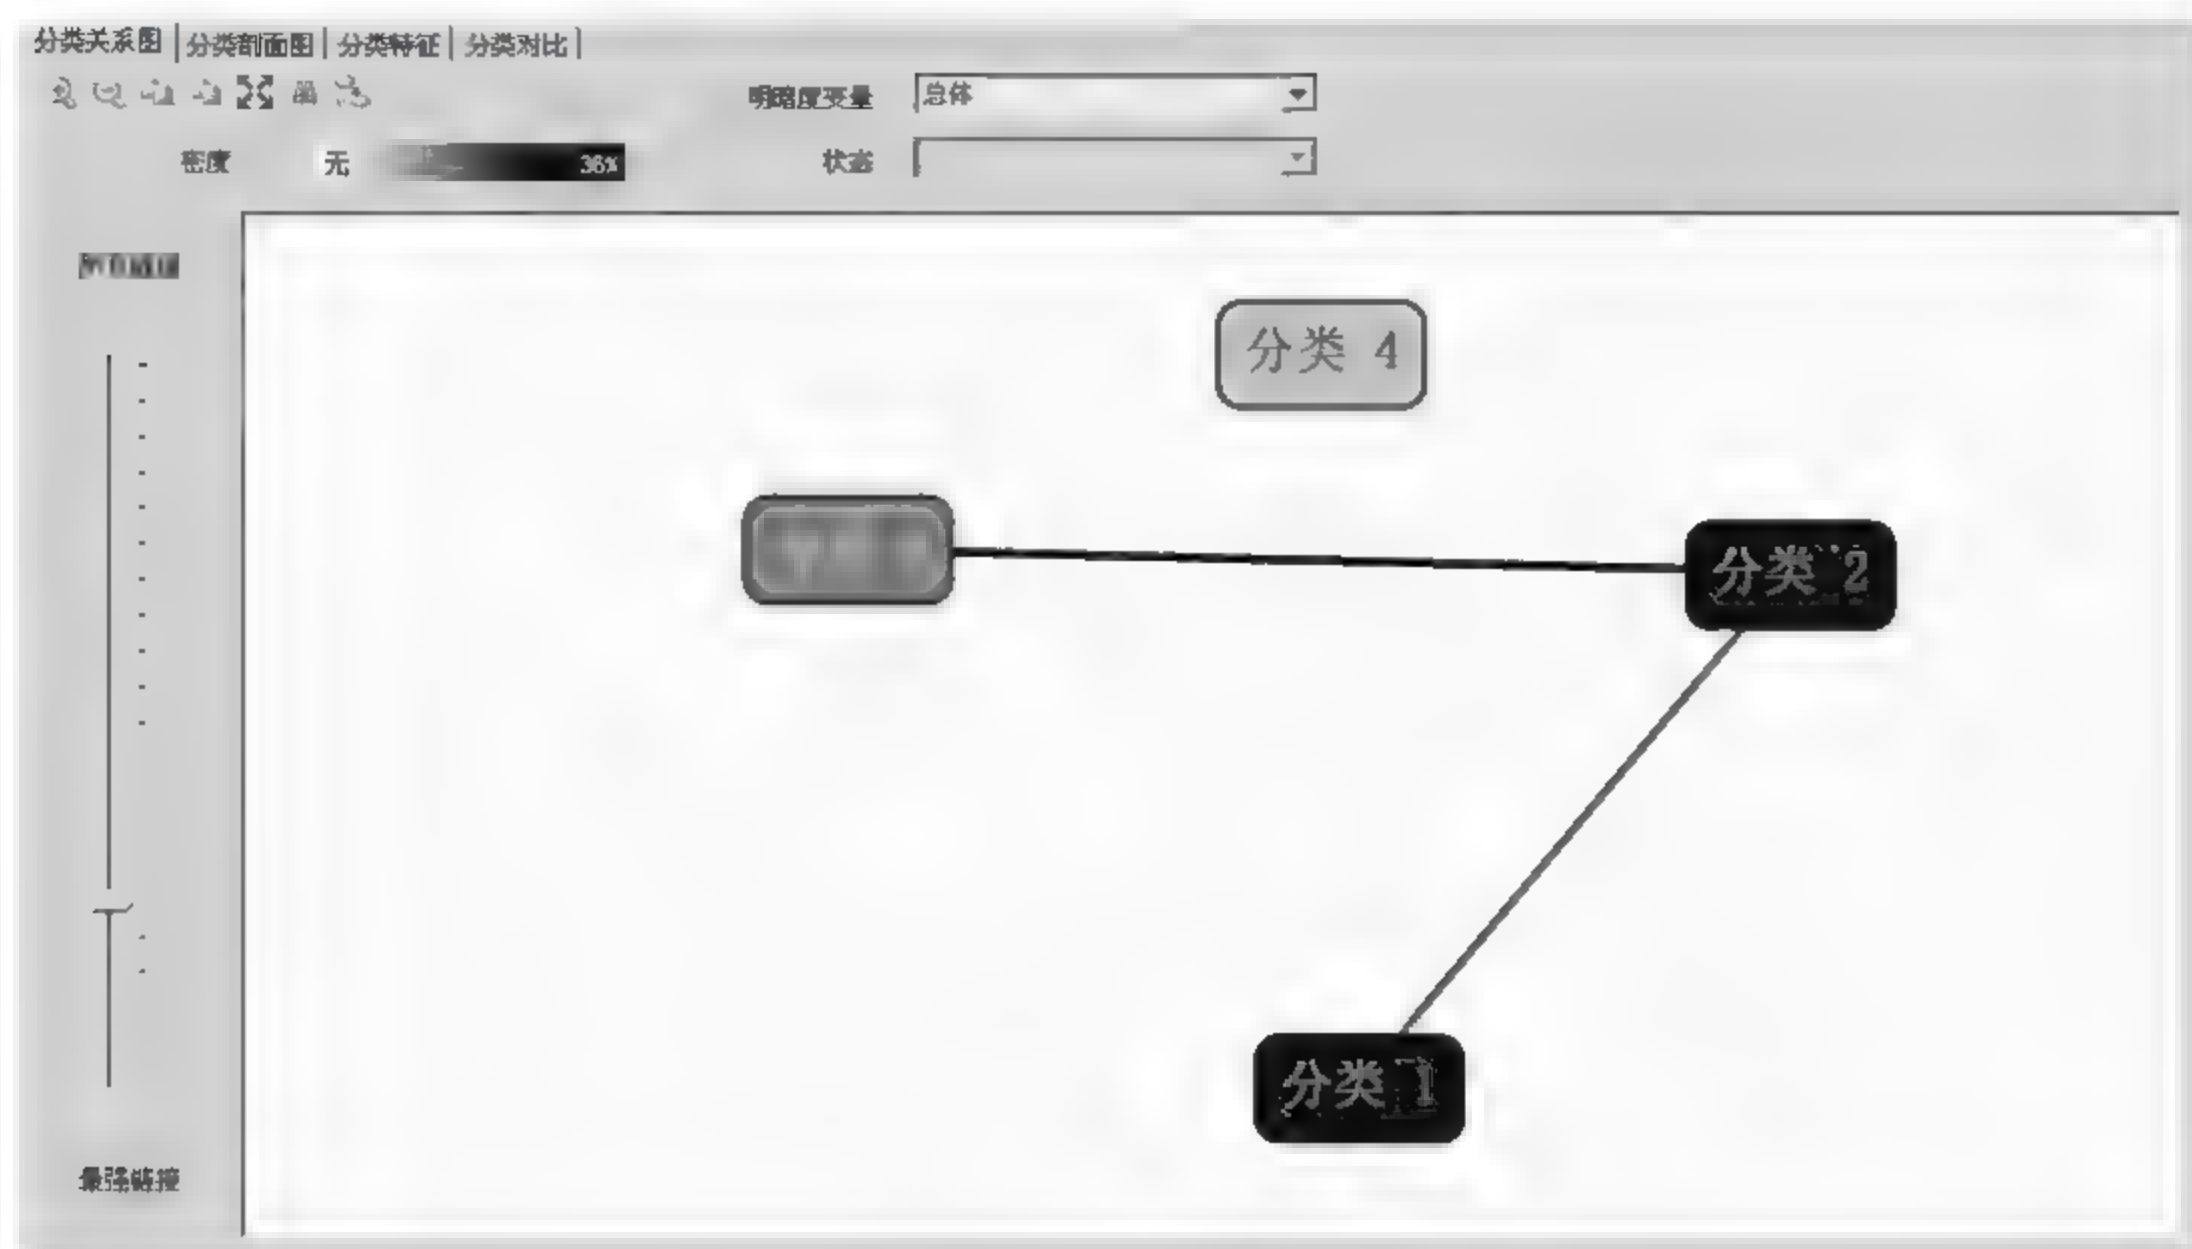 分类关系图 分类剖面图 分类特征 分类对比
明暗度变量 总体
密度 无 36% 状态
分类 4
分类 2
分类 1
最强链接